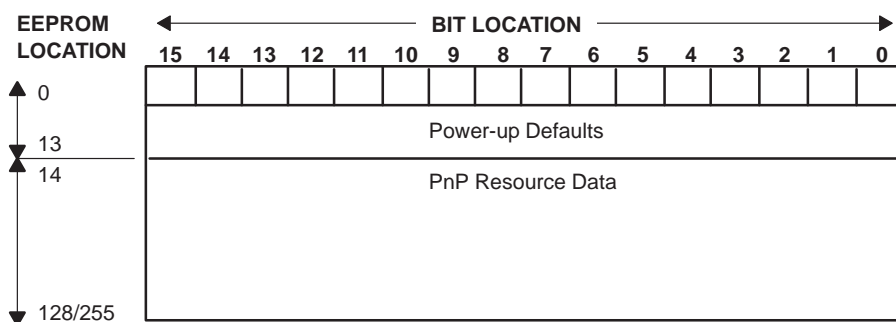 EEPROM LOCATION
BIT LOCATION
15 14 13 12 11 10 9 8 7 6 5 4 3 2 1 0
0
Power-up Defaults
13
14
PnP Resource Data
128/255